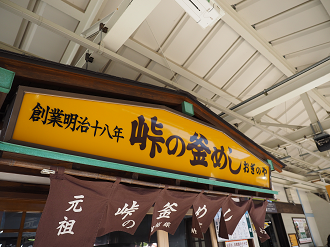 創業明治十八年 峠の釜めし おぎのや
元祖 峠の釜めし